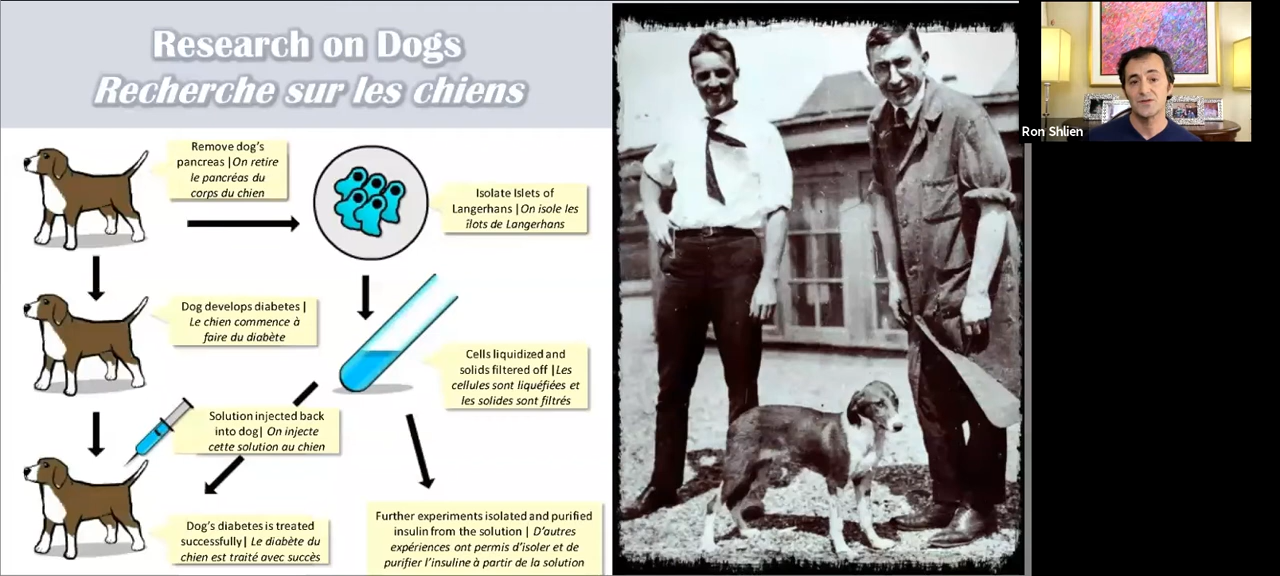 Research on Dogs
Recherche sur les chiens
Remove dog's
pancreas |On retire
le pancréas du
corps du chien
Isolate Islets of
Langerhans |On isole les
îlots de Langerhans
Dog develops diabetes |
Le chien commence à
faire du diabète
Cells liquidized and
solids filtered off |Les
cellules sont liquéfiées et
les solides sont filtrés
Solution injected back
into dog| On injecte
cette solution au chien
Dog's diabetes is treated
successfully| Le diabète du
chien est traité avec succès
Further experiments isolated and purified
insulin from the solution | D'autres
expériences ont permis d'isoler et de
purifier l'insuline à partir de la solution
Ron Shlien